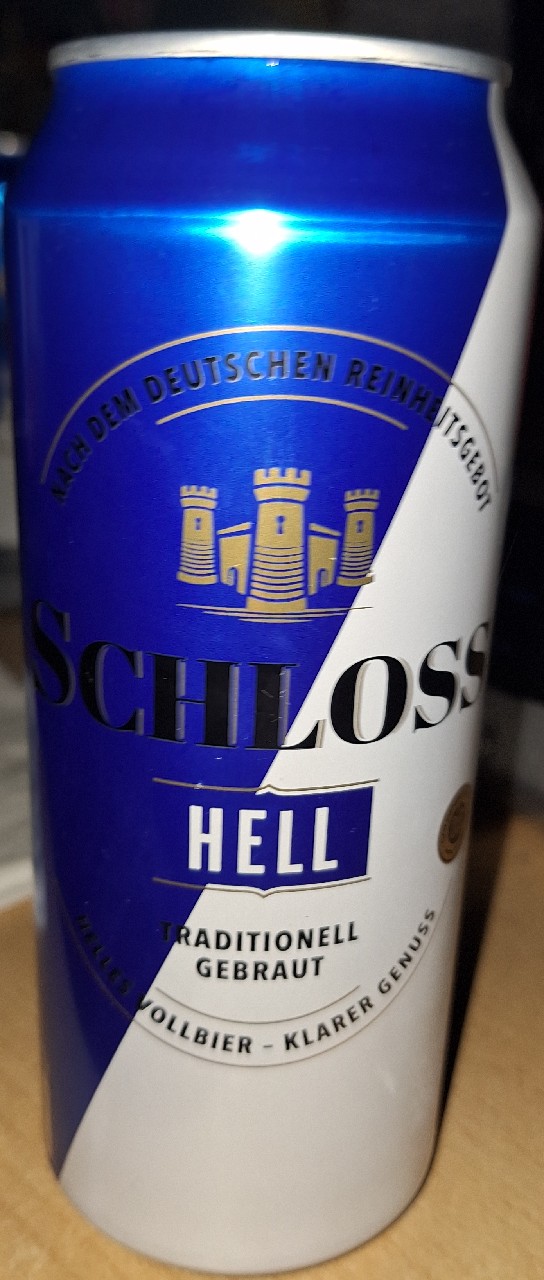 NACH DEM DEUTSCHEN REINHEITSGEBOT
SCHLOSS
HELL
TRADITIONELL
GEBRAUT
HELLES VOLLBIER – KLARER GENUSS